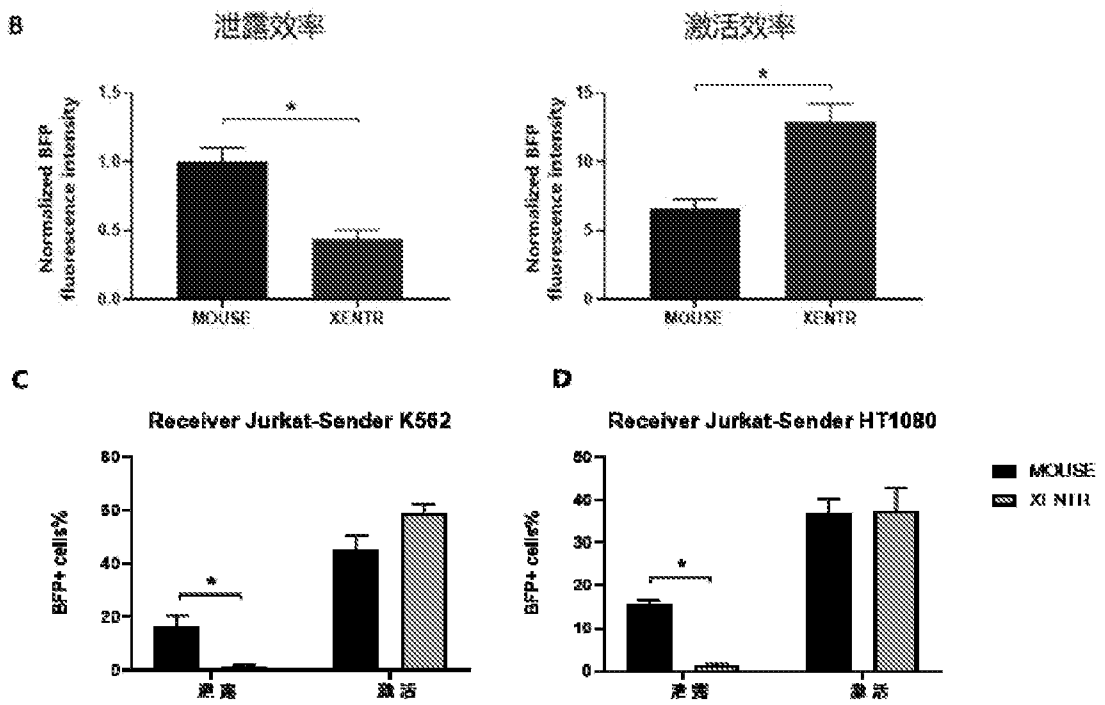 B
泄露效率
激活效率
Normalized BFP
fluorescence intensity
1.5
1.0
0.5
0.0
*
MOUSE
XENTR
Normalized BFP
fluorescence intensity
15
10
5
0
*
MOUSE
XENTR
C
Receiver Jurkat-Sender K562
BFP+ cells%
80
60
40
20
0
*
泄露
激活
D
Receiver Jurkat-Sender HT1080
BFP+ cells%
50
40
30
20
10
0
*
泄露
激活
MOUSE
XENTR